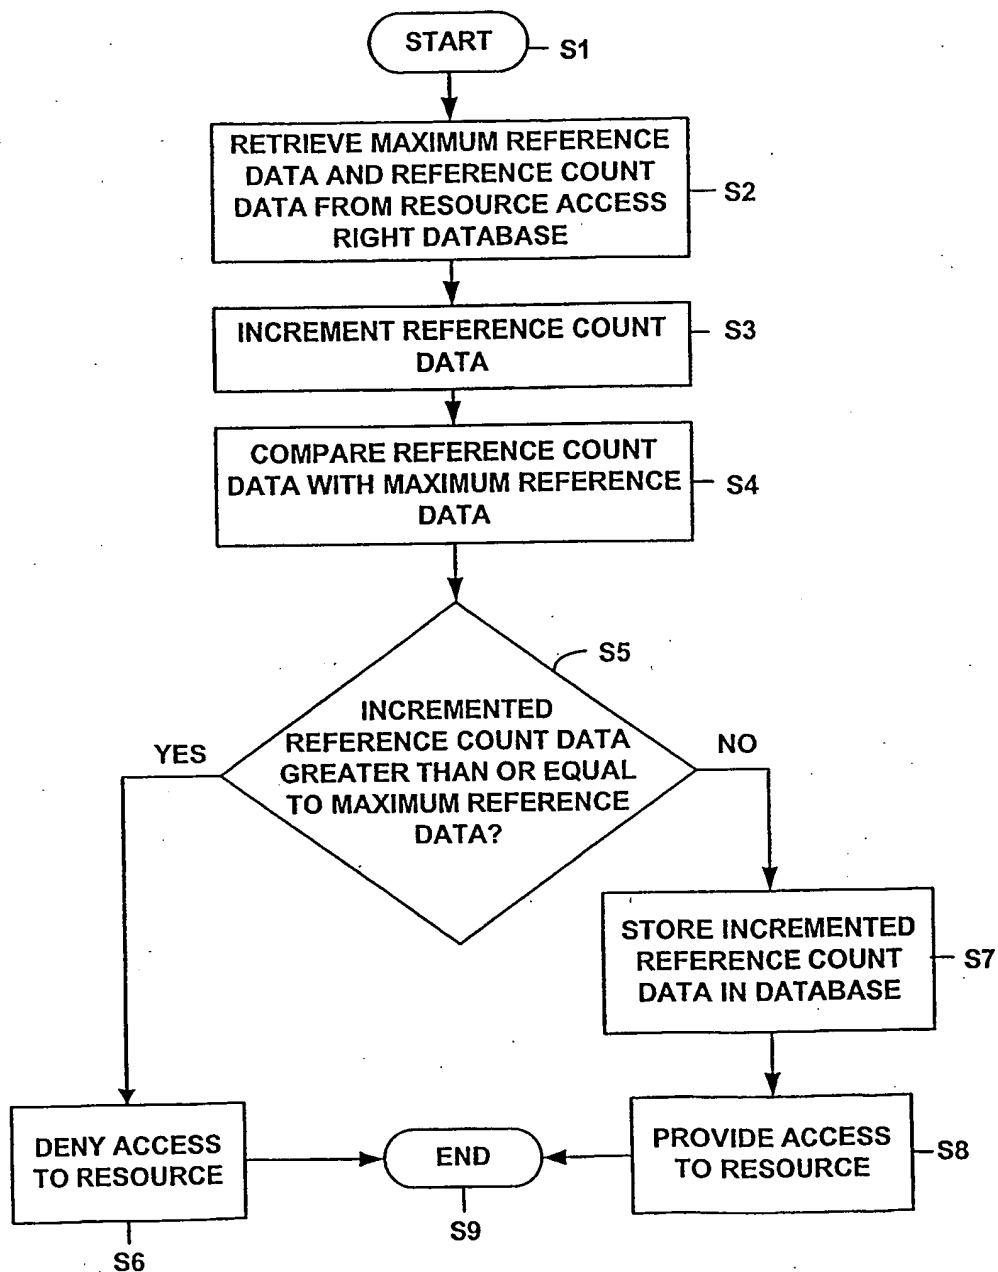 START
S1
RETRIEVE MAXIMUM REFERENCE
DATA AND REFERENCE COUNT
DATA FROM RESOURCE ACCESS
RIGHT DATABASE
S2
INCREMENT REFERENCE COUNT
DATA
S3
COMPARE REFERENCE COUNT
DATA WITH MAXIMUM REFERENCE
DATA
S4
S5
INCREMENTED
REFERENCE COUNT DATA
GREATER THAN OR EQUAL
TO MAXIMUM REFERENCE
DATA?
YES
NO
STORE INCREMENTED
REFERENCE COUNT
DATA IN DATABASE
S7
DENY ACCESS
TO RESOURCE
S6
END
S9
PROVIDE ACCESS
TO RESOURCE
S8